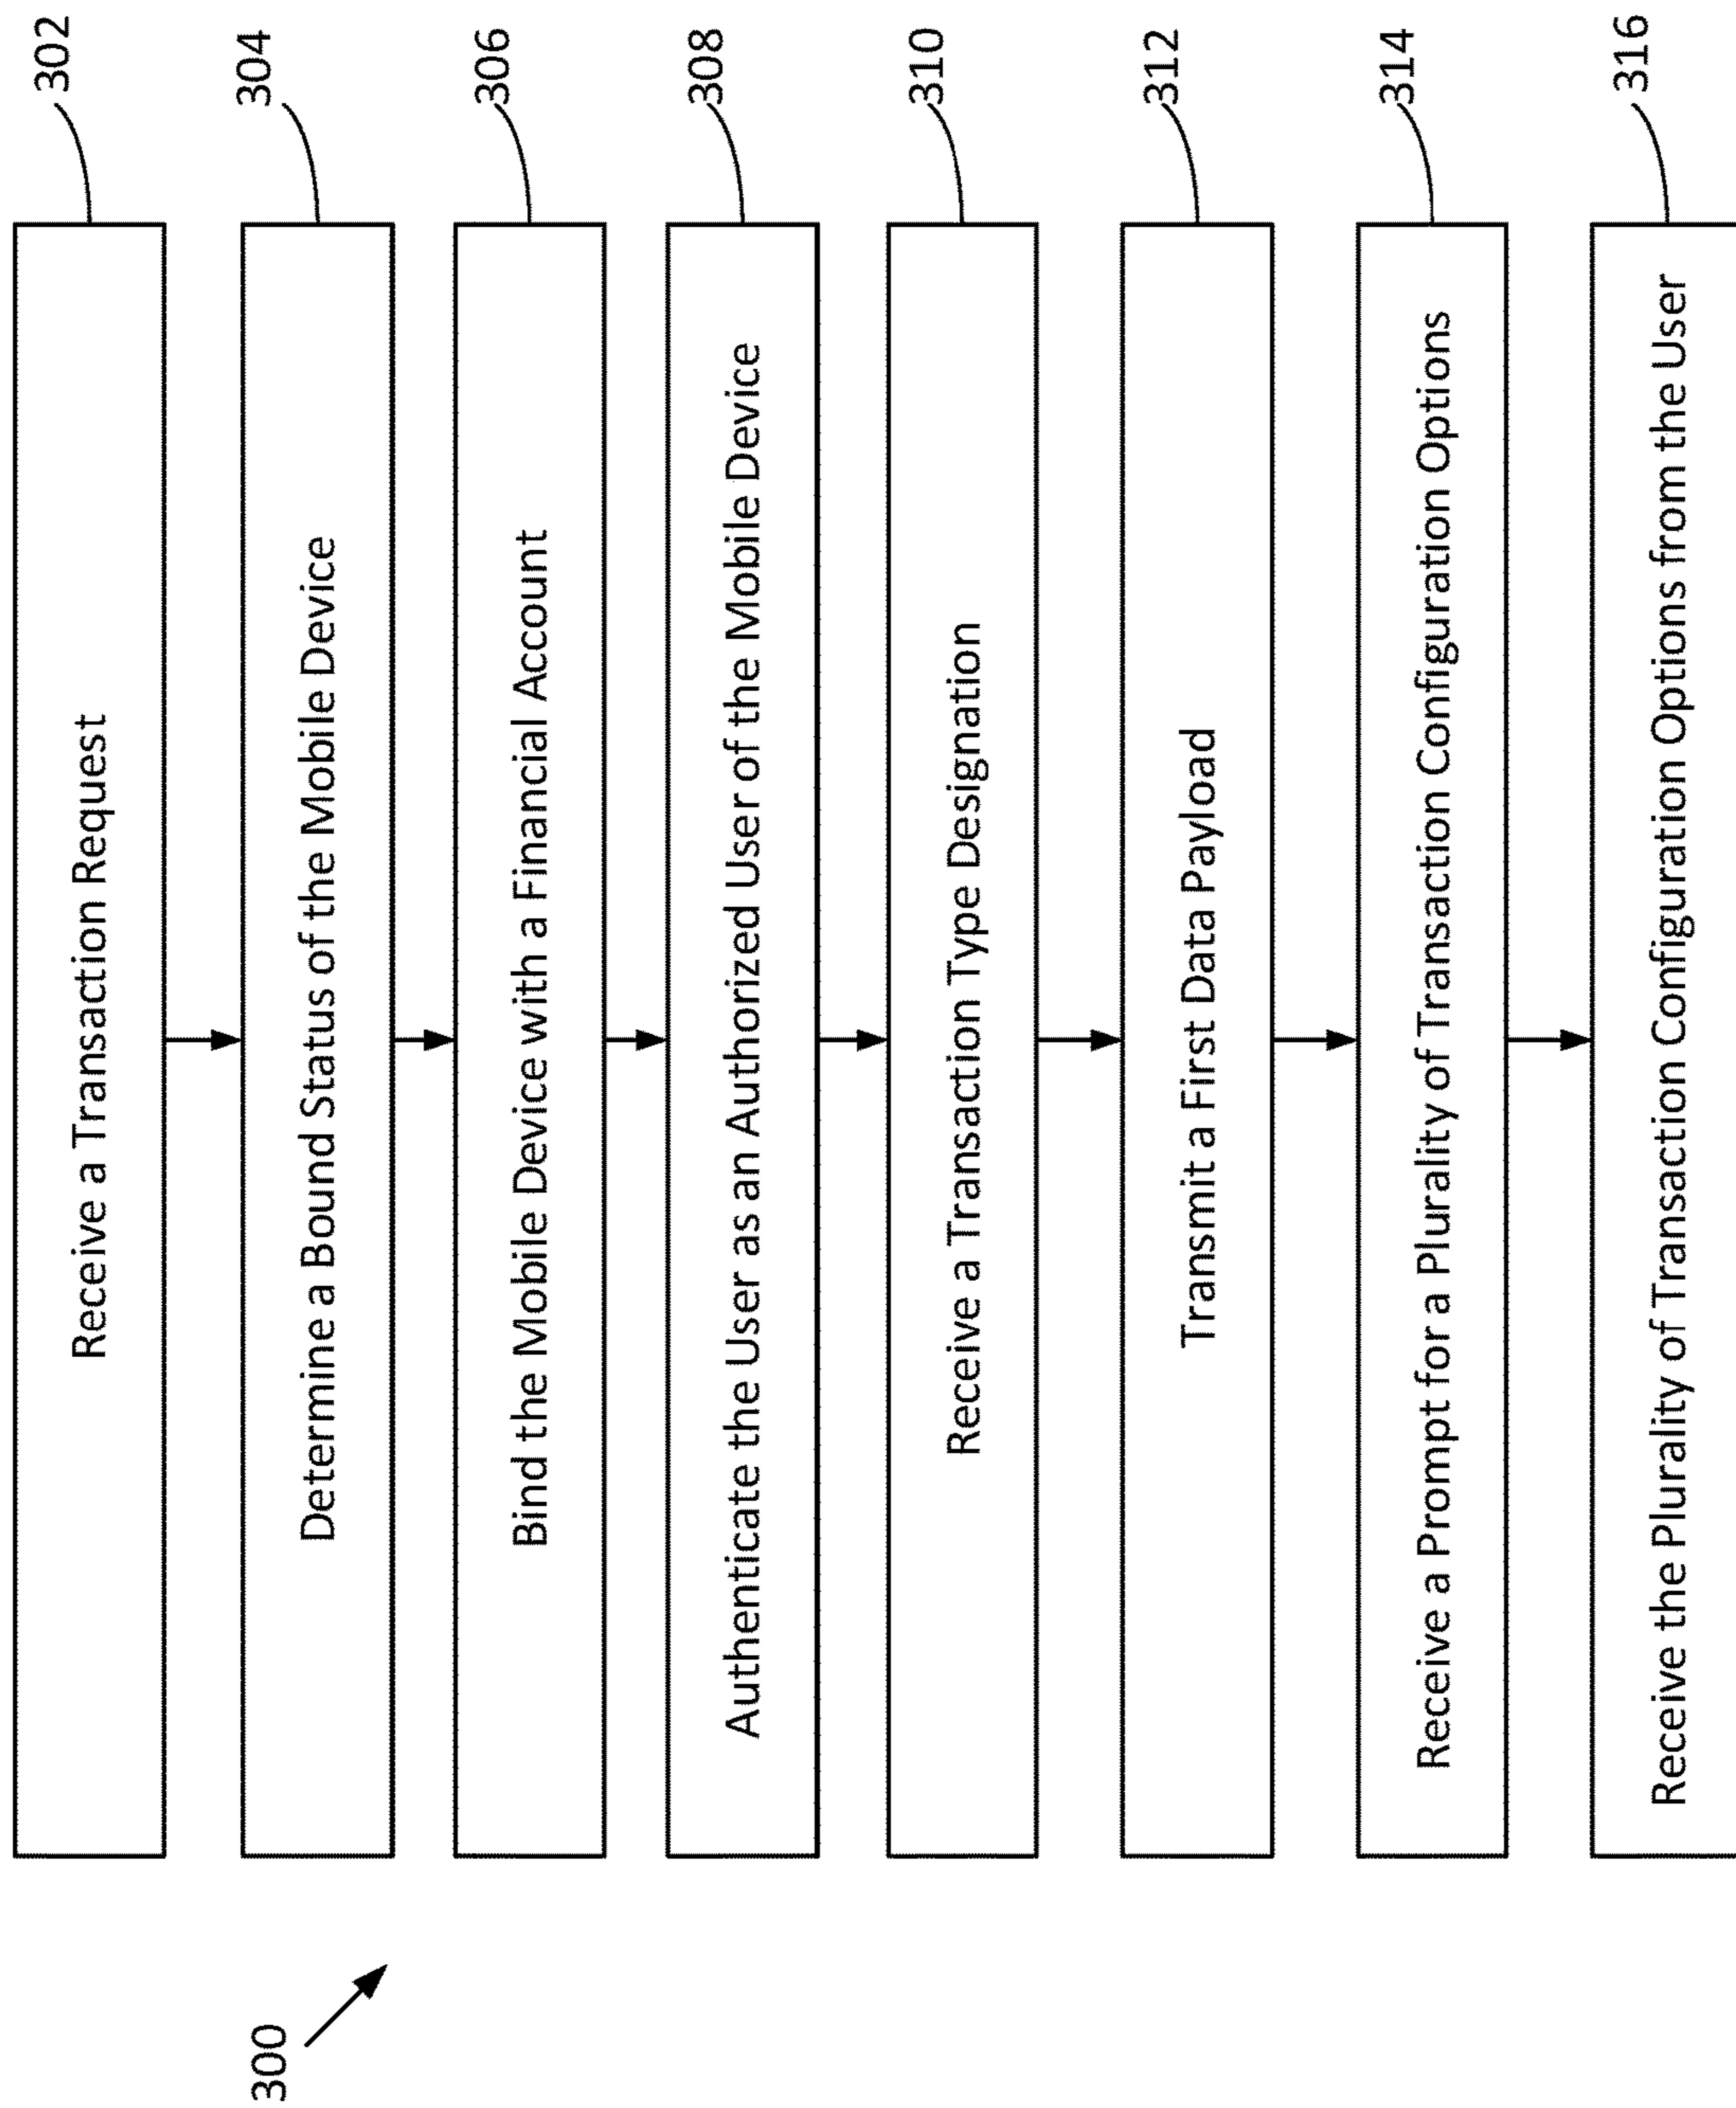 300
Receive a Transaction Request
302
Determine a Bound Status of the Mobile Device
304
Bind the Mobile Device with a Financial Account
306
Authenticate the User as an Authorized User of the Mobile Device
308
Receive a Transaction Type Designation
310
Transmit a First Data Payload
312
Receive a Prompt for a Plurality of Transaction Configuration Options
314
Receive the Plurality of Transaction Configuration Options from the User
316